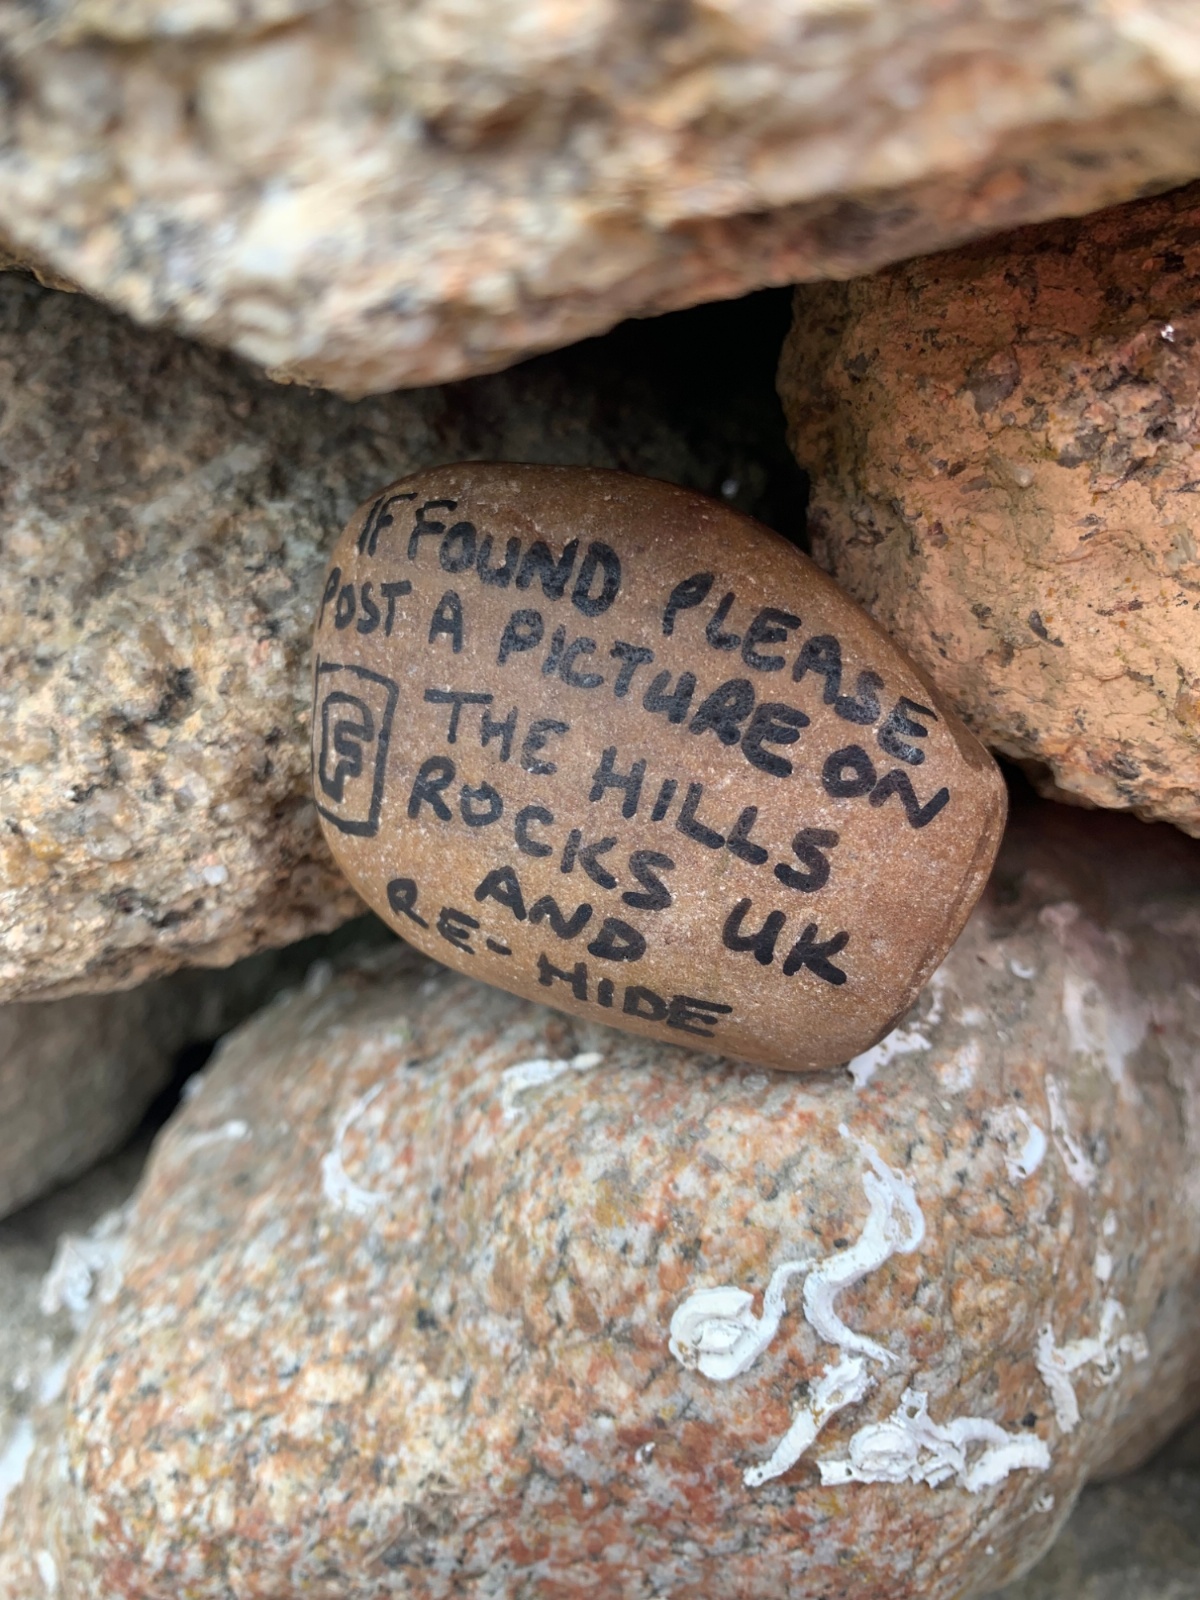 IF FOUND PLEASE
POST A PICTURE ON
F THE HILLS
ROCKS UK
AND
RE-HIDE